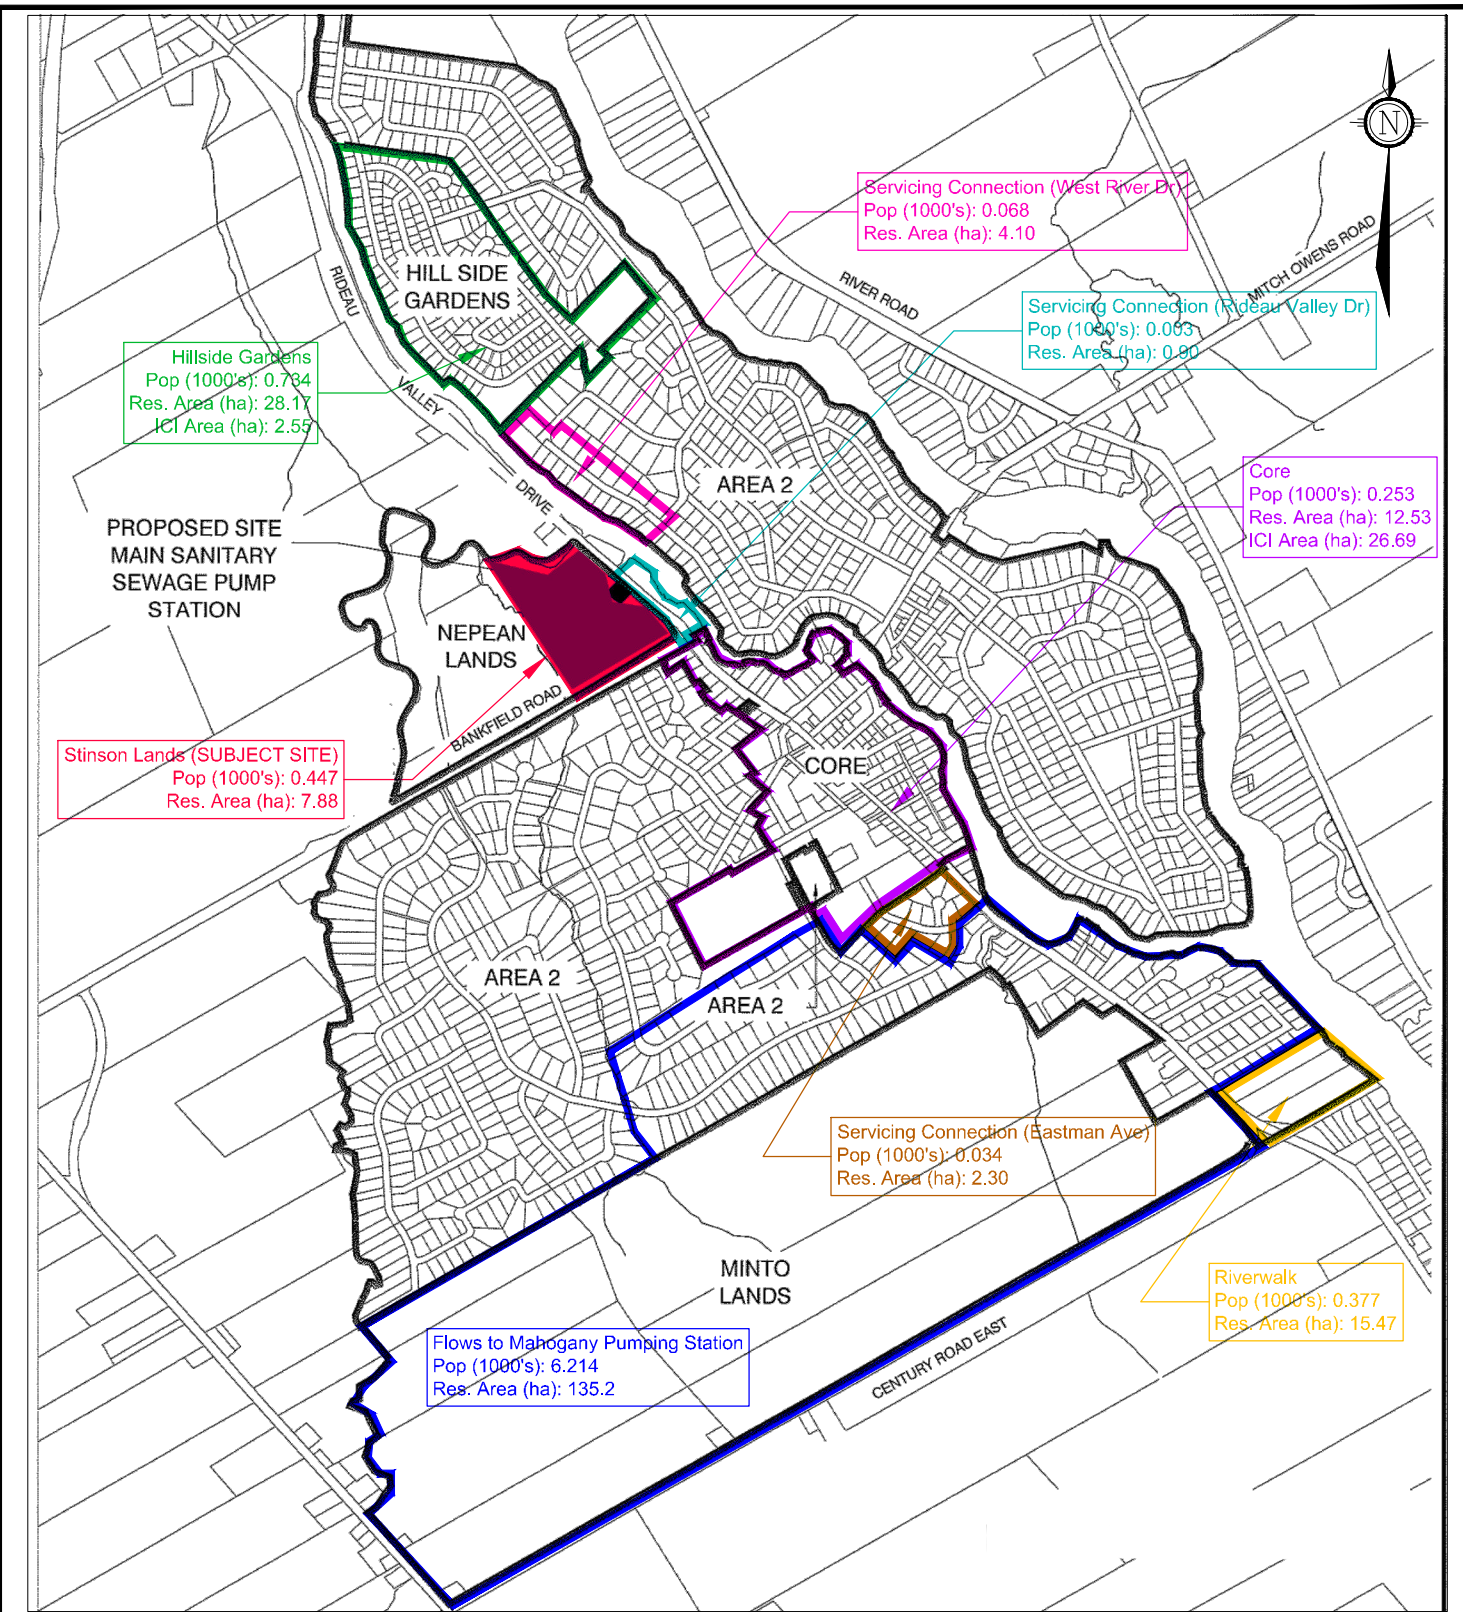 N
Servicing Connection (West River Dr)
Pop (1000's): 0.068
Res. Area (ha): 4.10
MITCH OWENS ROAD
RIVER ROAD
HILL SIDE
GARDENS
RIDEAU
VALLEY
DRIVE
Servicing Connection (Rideau Valley Dr)
Pop (1000's): 0.003
Res. Area (ha): 0.90
Hillside Gardens
Pop (1000's): 0.734
Res. Area (ha): 28.17
ICI Area (ha): 2.55
AREA 2
Core
Pop (1000's): 0.253
Res. Area (ha): 12.53
ICI Area (ha): 26.69
PROPOSED SITE
MAIN SANITARY
SEWAGE PUMP
STATION
NEPEAN
LANDS
BANKFIELD ROAD
Stinson Lands (SUBJECT SITE)
Pop (1000's): 0.447
Res. Area (ha): 7.88
CORE
AREA 2
AREA 2
Servicing Connection (Eastman Ave)
Pop (1000's): 0.034
Res. Area (ha): 2.30
MINTO
LANDS
Riverwalk
Pop (1000's): 0.377
Res. Area (ha): 15.47
Flows to Mahogany Pumping Station
Pop (1000's): 6.214
Res. Area (ha): 135.2
CENTURY ROAD EAST